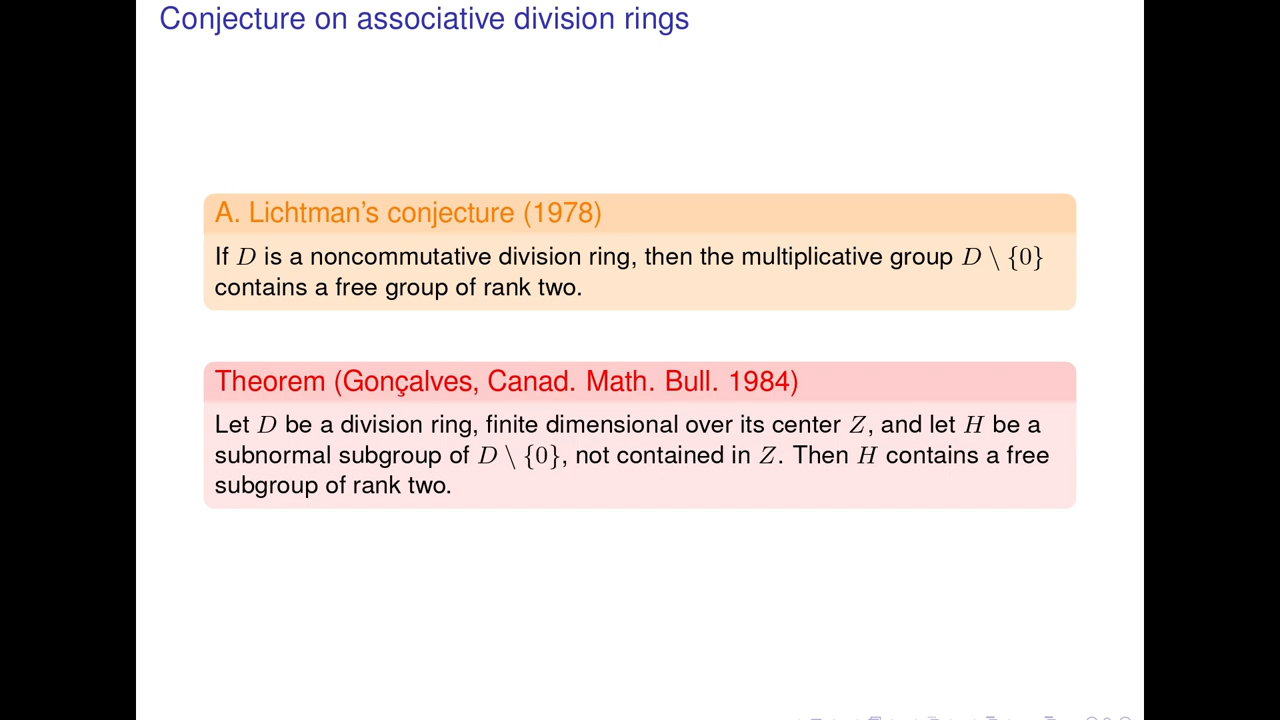 Conjecture on associative division rings
A. Lichtman's conjecture (1978)
If D is a noncommutative division ring, then the multiplicative group D \ {0}
contains a free group of rank two.
Theorem (Gonçalves, Canad. Math. Bull. 1984)
Let D be a division ring, finite dimensional over its center Z, and let H be a
subnormal subgroup of D \ {0}, not contained in Z. Then H contains a free
subgroup of rank two.